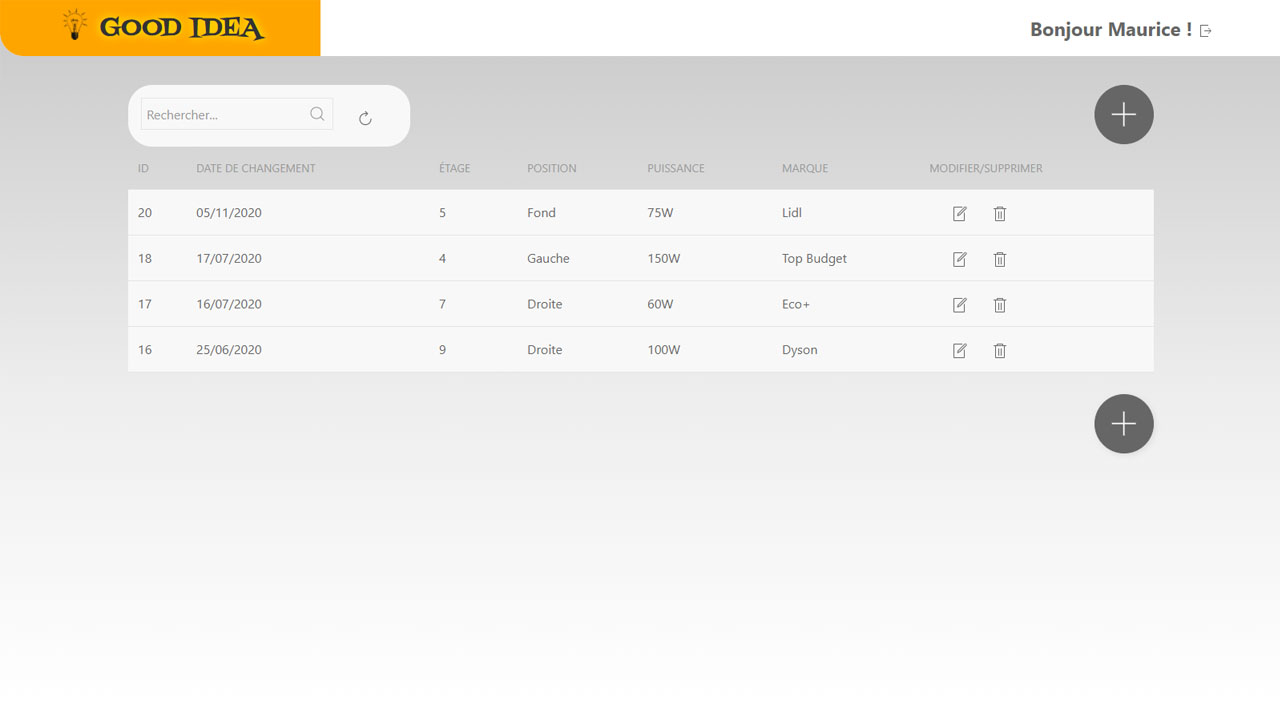 GOOD IDEA
Bonjour Maurice !
Rechercher...
ID DATE DE CHANGEMENT ÉTAGE POSITION PUISSANCE MARQUE MODIFIER/SUPPRIMER
20 05/11/2020 5 Fond 75W Lidl
18 17/07/2020 4 Gauche 150W Top Budget
17 16/07/2020 7 Droite 60W Eco+
16 25/06/2020 9 Droite 100W Dyson